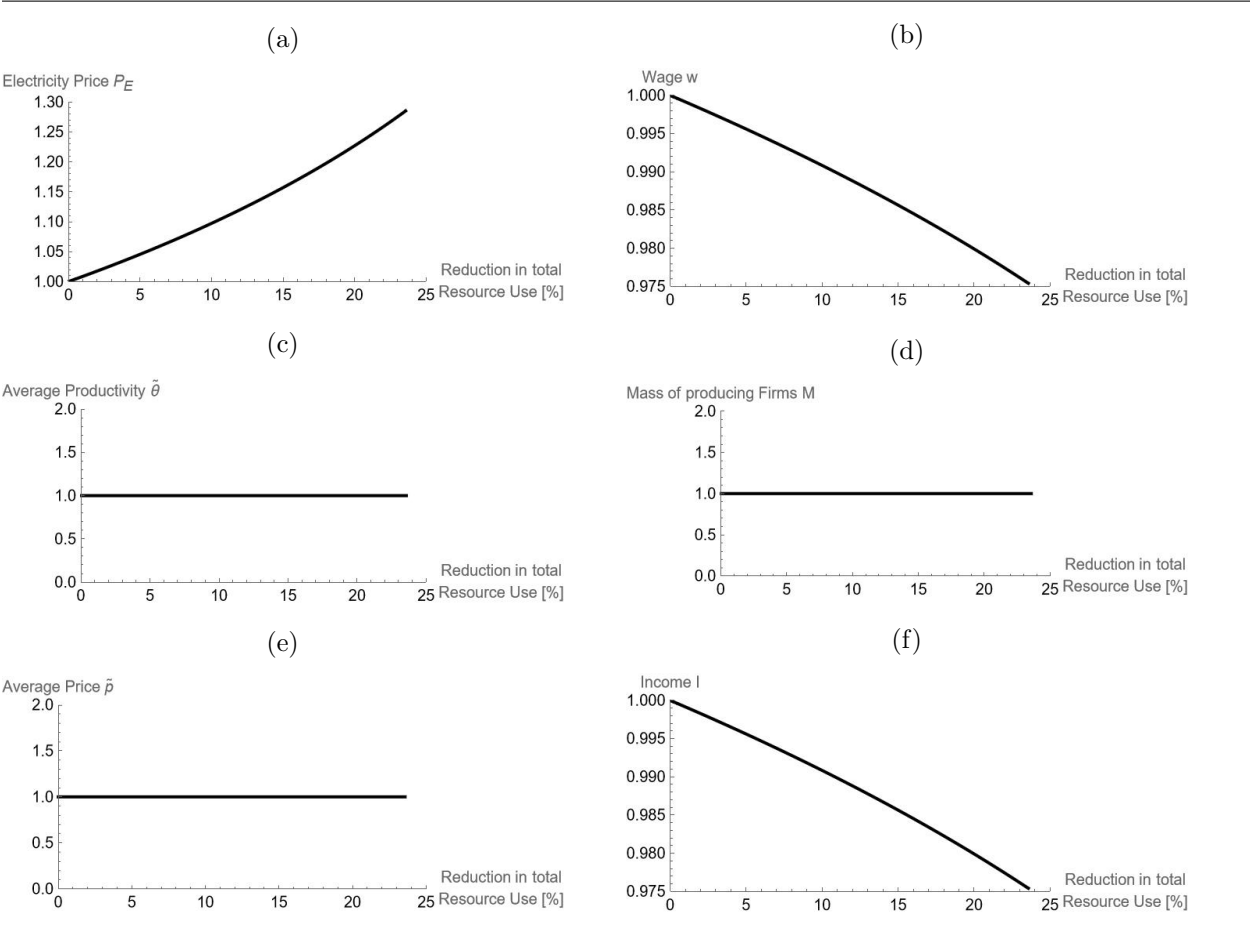 (a)
Electricity Price P_E
1.30
1.25
1.20
1.15
1.10
1.05
1.00
0 5 10 15 20 25
Reduction in total
Resource Use [%]
(b)
Wage w
1.000
0.995
0.990
0.985
0.980
0.975
0 5 10 15 20 25
Reduction in total
Resource Use [%]
(c)
Average Productivity θ̃
2.0
1.5
1.0
0.5
0.0
0 5 10 15 20 25
Reduction in total
Resource Use [%]
(d)
Mass of producing Firms M
2.0
1.5
1.0
0.5
0.0
0 5 10 15 20 25
Reduction in total
Resource Use [%]
(e)
Average Price p̃
2.0
1.5
1.0
0.5
0.0
0 5 10 15 20 25
Reduction in total
Resource Use [%]
(f)
Income I
1.000
0.995
0.990
0.985
0.980
0.975
0 5 10 15 20 25
Reduction in total
Resource Use [%]